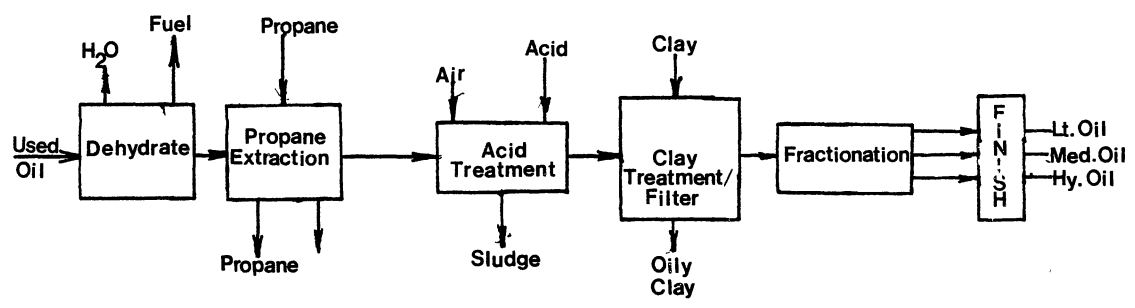 Fuel
H2O
Propane
Air
Acid
Clay
Used
Oil
Dehydrate
Propane
Extraction
Acid
Treatment
Clay
Treatment/
Filter
Fractionation
FINISH
Lt. Oil
Med.Oil
Hy. Oil
Propane
Sludge
Oily
Clay